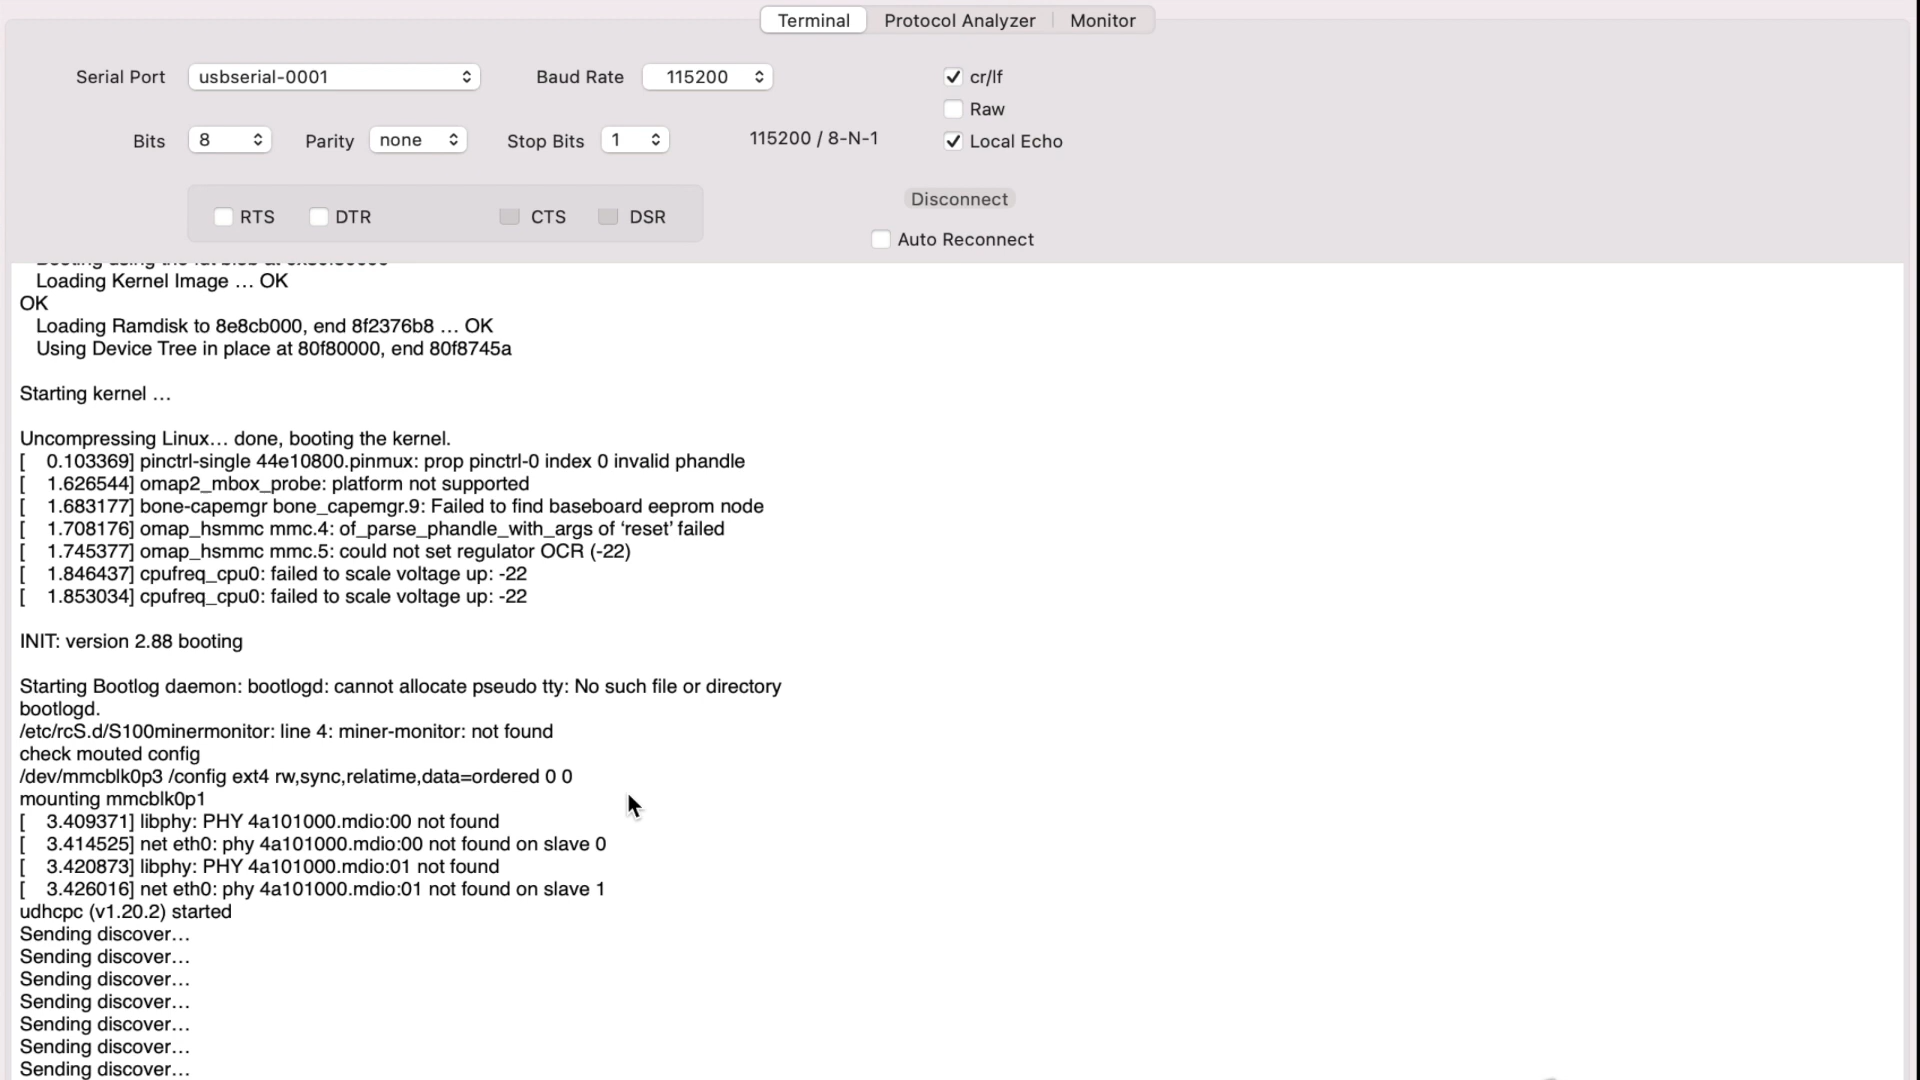 Terminal Protocol Analyzer Monitor
Serial Port usbserial-0001 Baud Rate 115200 cr/lf
Raw
Bits 8 Parity none Stop Bits 1 115200 / 8-N-1 Local Echo
Disconnect
RTS DTR CTS DSR
Auto Reconnect
Loading Kernel Image … OK
OK
Loading Ramdisk to 8e8cb000, end 8f2376b8 … OK
Using Device Tree in place at 80f80000, end 80f8745a
Starting kernel …
Uncompressing Linux… done, booting the kernel.
[ 0.103369] pinctrl-single 44e10800.pinmux: prop pinctrl-0 index 0 invalid phandle
[ 1.626544] omap2_mbox_probe: platform not supported
[ 1.683177] bone-capemgr bone_capemgr.9: Failed to find baseboard eeprom node
[ 1.708176] omap_hsmmc mmc.4: of_parse_phandle_with_args of ‘reset’ failed
[ 1.745377] omap_hsmmc mmc.5: could not set regulator OCR (-22)
[ 1.846437] cpufreq_cpu0: failed to scale voltage up: -22
[ 1.853034] cpufreq_cpu0: failed to scale voltage up: -22
INIT: version 2.88 booting
Starting Bootlog daemon: bootlogd: cannot allocate pseudo tty: No such file or directory
bootlogd.
/etc/rcS.d/S100minermonitor: line 4: miner-monitor: not found
check mouted config
/dev/mmcblk0p3 /config ext4 rw,sync,relatime,data=ordered 0 0
mounting mmcblk0p1
[ 3.409371] libphy: PHY 4a101000.mdio:00 not found
[ 3.414525] net eth0: phy 4a101000.mdio:00 not found on slave 0
[ 3.420873] libphy: PHY 4a101000.mdio:01 not found
[ 3.426016] net eth0: phy 4a101000.mdio:01 not found on slave 1
udhcpc (v1.20.2) started
Sending discover…
Sending discover…
Sending discover…
Sending discover…
Sending discover…
Sending discover…
Sending discover…